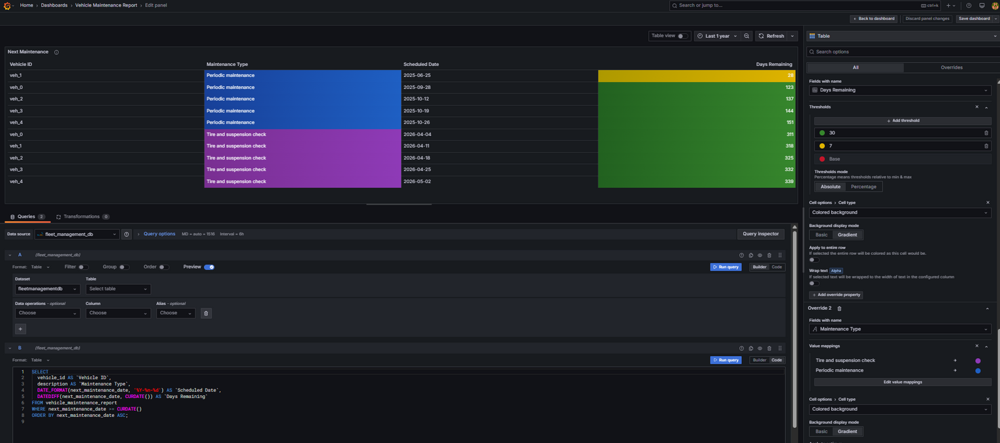 Home › Dashboards › Vehicle Maintenance Report › Edit panel
Search or jump to...
ctrl+k
Back to dashboard
Discard panel changes
Save dashboard
Table view
Last 1 year
Refresh
Table
Search options
All
Overrides
Next Maintenance
Vehicle ID Maintenance Type Scheduled Date Days Remaining
veh_1 Periodic maintenance 2025-06-25 28
veh_0 Periodic maintenance 2025-09-28 123
veh_2 Periodic maintenance 2025-10-12 137
veh_3 Periodic maintenance 2025-10-19 144
veh_4 Periodic maintenance 2025-10-26 151
veh_0 Tire and suspension check 2026-04-04 311
veh_1 Tire and suspension check 2026-04-11 318
veh_2 Tire and suspension check 2026-04-18 325
veh_3 Tire and suspension check 2026-04-25 332
veh_4 Tire and suspension check 2026-05-02 339
Queries 2
Transformations 0
Data source
fleet_management_db
Query options
MD = auto = 1516
Interval = 6h
Query inspector
A (fleet_management_db)
Format: Table
Filter
Group
Order
Preview
Run query
Builder Code
Dataset
fleetmanagementdb
Table
Select table
Data operations - optional
Choose
Column
Choose
Alias - optional
Choose
B (fleet_management_db)
Format: Table
Run query
Builder Code
1 SELECT
2 vehicle_id AS `Vehicle ID`,
3 description AS `Maintenance Type`,
4 DATE_FORMAT(next_maintenance_date, '%Y-%m-%d') AS `Scheduled Date`,
5 DATEDIFF(next_maintenance_date, CURDATE()) AS `Days Remaining`
6 FROM vehicle_maintenance_report
7 WHERE next_maintenance_date >= CURDATE()
8 ORDER BY next_maintenance_date ASC;
9
Fields with name
Days Remaining
Thresholds
Add threshold
30
7
Base
Thresholds mode
Percentage means thresholds relative to min & max
Absolute Percentage
Cell options › Cell type
Colored background
Background display mode
Basic Gradient
Apply to entire row
If selected the entire row will be colored as this cell would be.
Wrap text Alpha
If selected text will be wrapped to the width of text in the configured column
Add override property
Override 2
Fields with name
Maintenance Type
Value mappings
Tire and suspension check
Periodic maintenance
Edit value mappings
Cell options › Cell type
Colored background
Background display mode
Basic Gradient